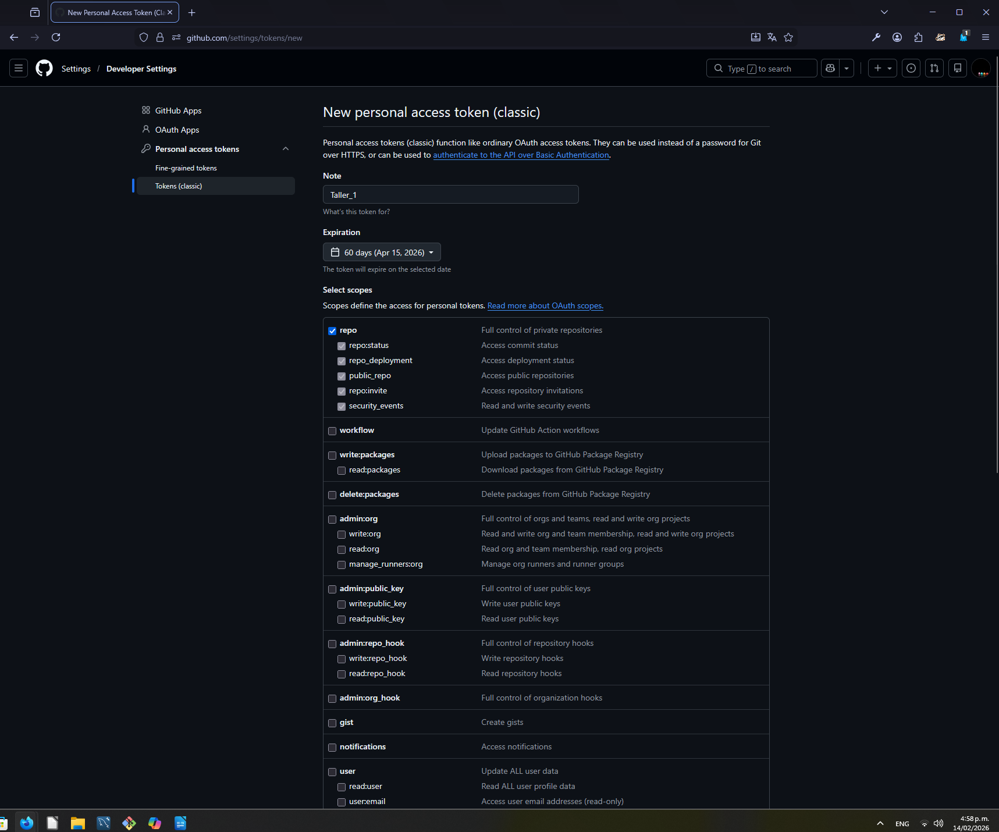 New Personal Access Token (Cla
github.com/settings/tokens/new
1
Settings / Developer Settings
Type / to search
GitHub Apps
OAuth Apps
Personal access tokens
Fine-grained tokens
Tokens (classic)
New personal access token (classic)
Personal access tokens (classic) function like ordinary OAuth access tokens. They can be used instead of a password for Git
over HTTPS, or can be used to authenticate to the API over Basic Authentication.
Note
Taller_1
What's this token for?
Expiration
60 days (Apr 15, 2026)
The token will expire on the selected date
Select scopes
Scopes define the access for personal tokens. Read more about OAuth scopes.
repo Full control of private repositories
repo:status Access commit status
repo_deployment Access deployment status
public_repo Access public repositories
repo:invite Access repository invitations
security_events Read and write security events
workflow Update GitHub Action workflows
write:packages Upload packages to GitHub Package Registry
read:packages Download packages from GitHub Package Registry
delete:packages Delete packages from GitHub Package Registry
admin:org Full control of orgs and teams, read and write org projects
write:org Read and write org and team membership, read and write org projects
read:org Read org and team membership, read org projects
manage_runners:org Manage org runners and runner groups
admin:public_key Full control of user public keys
write:public_key Write user public keys
read:public_key Read user public keys
admin:repo_hook Full control of repository hooks
write:repo_hook Write repository hooks
read:repo_hook Read repository hooks
admin:org_hook Full control of organization hooks
gist Create gists
notifications Access notifications
user Update ALL user data
read:user Read ALL user profile data
user:email Access user email addresses (read-only)
ENG
4:58 p. m.
14/02/2026